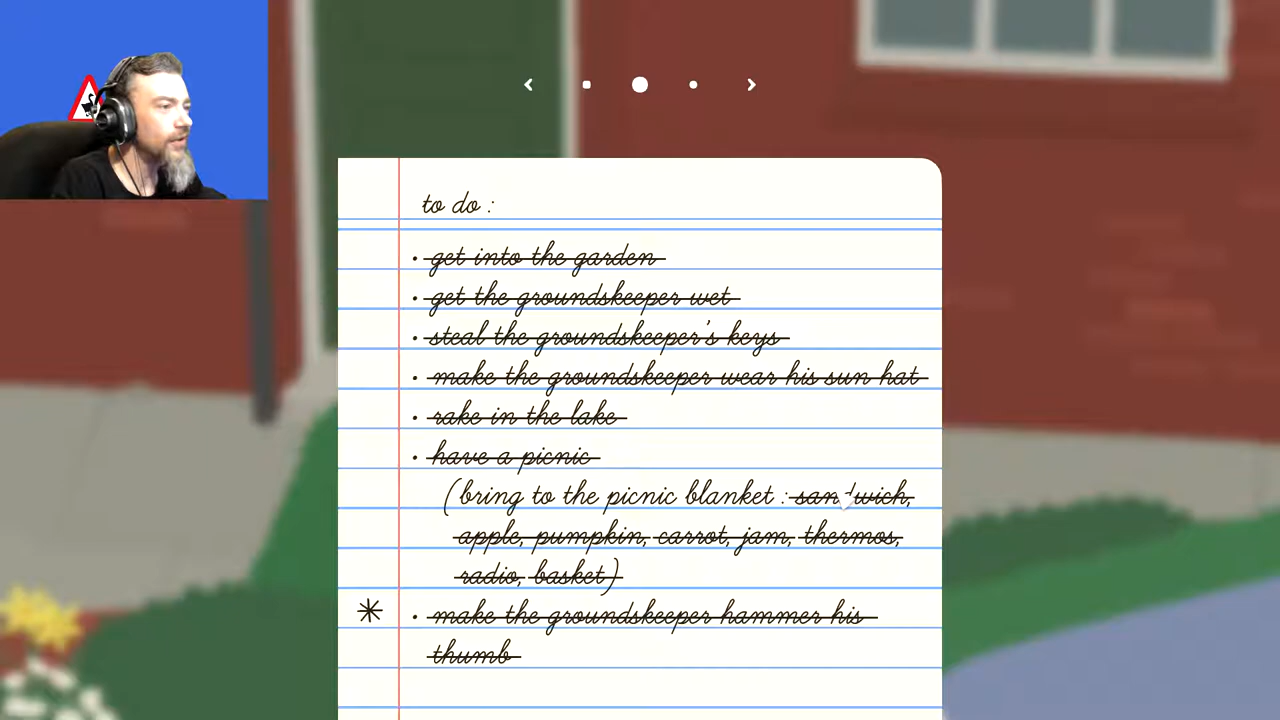 to do :
• get into the garden
• get the groundskeeper wet
• steal the groundskeeper's keys
• make the groundskeeper wear his sun hat
• rake in the lake
• have a picnic
(bring to the picnic blanket : sandwich,
apple, pumpkin, carrot, jam, thermos,
radio, basket)
• make the groundskeeper hammer his
thumb